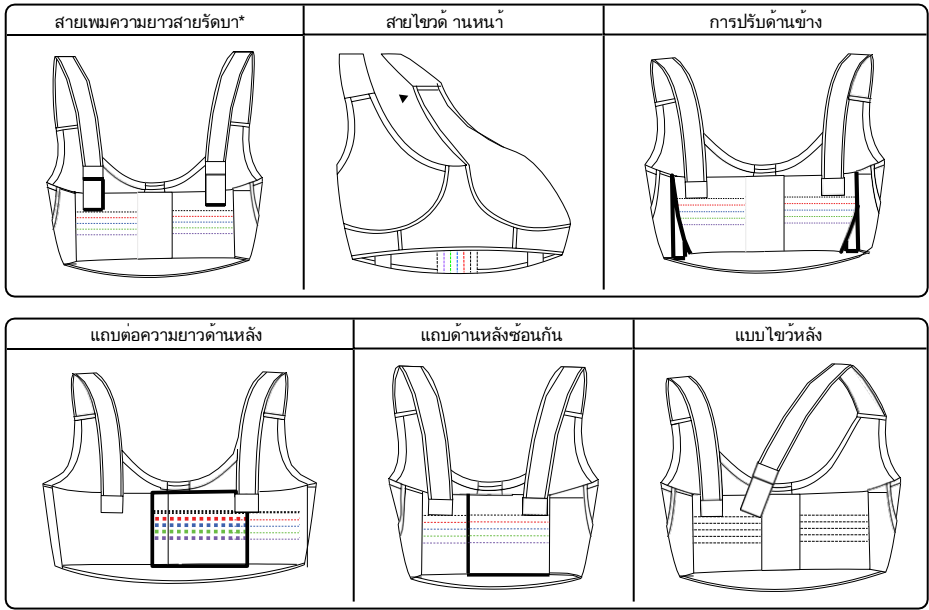 สายเพมความยาวสายรัดบา*
สายไขวด้ านหน้า
การปรับด้านข้าง
แถบต่อความยาวด้านหลัง
แถบด้านหลังซ้อนกัน
แบบไขว้หลัง